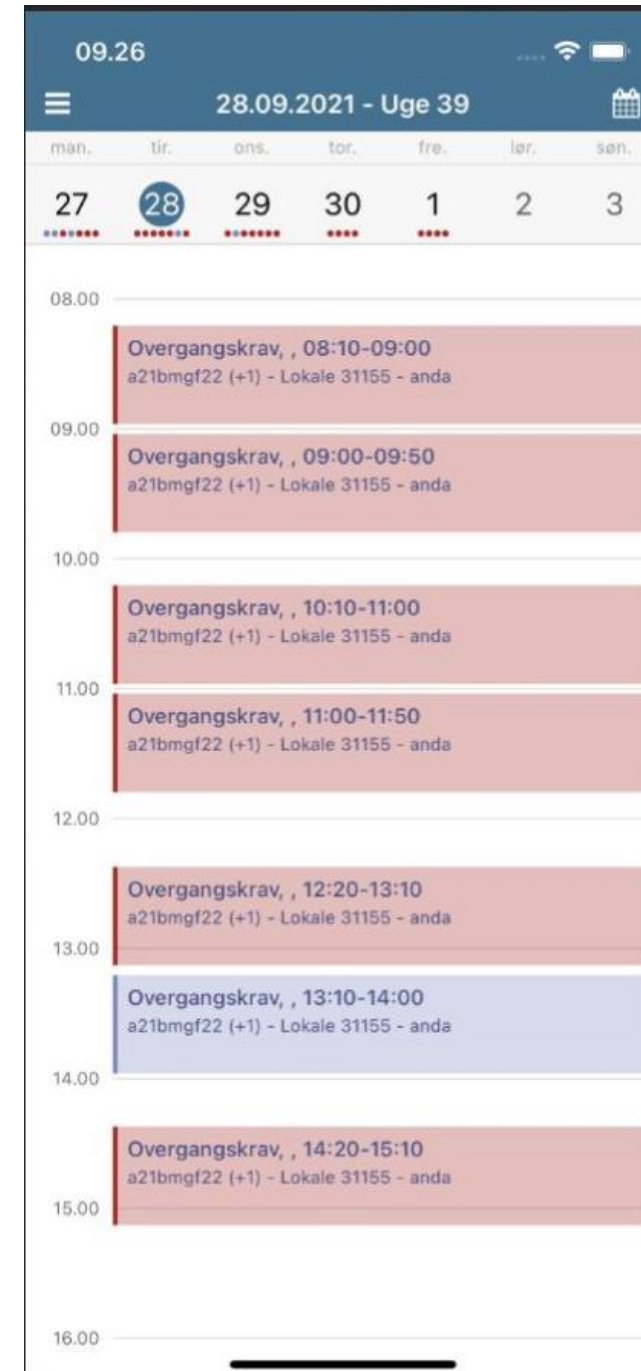 09.26
28.09.2021 - Uge 39
man. tir. ons. tor. fre. lør. søn.
27 28 29 30 1 2 3
08.00
Overgangskrav, , 08:10-09:00
a21bmgf22 (+1) - Lokale 31155 - anda
09.00
Overgangskrav, , 09:00-09:50
a21bmgf22 (+1) - Lokale 31155 - anda
10.00
Overgangskrav, , 10:10-11:00
a21bmgf22 (+1) - Lokale 31155 - anda
11.00
Overgangskrav, , 11:00-11:50
a21bmgf22 (+1) - Lokale 31155 - anda
12.00
Overgangskrav, , 12:20-13:10
a21bmgf22 (+1) - Lokale 31155 - anda
13.00
Overgangskrav, , 13:10-14:00
a21bmgf22 (+1) - Lokale 31155 - anda
14.00
Overgangskrav, , 14:20-15:10
a21bmgf22 (+1) - Lokale 31155 - anda
15.00
16.00